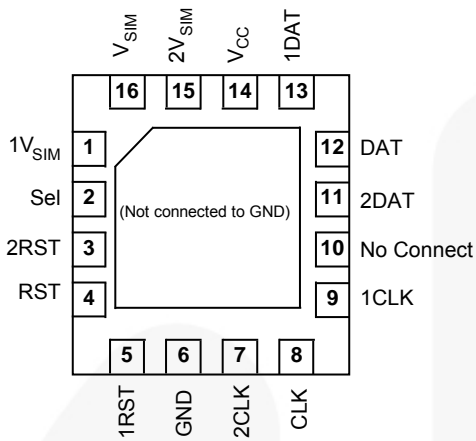 V_SIM 2V_SIM V_CC 1DAT
16 15 14 13
1V_SIM 1 12 DAT
Sel 2 11 2DAT
(Not connected to GND)
2RST 3 10 No Connect
RST 4 9 1CLK
5 6 7 8
1RST GND 2CLK CLK